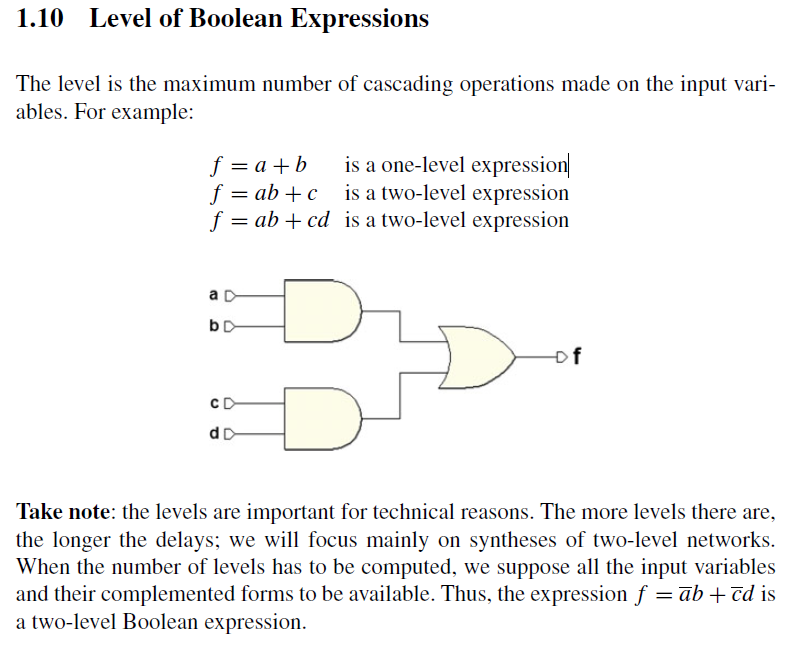 1.10 Level of Boolean Expressions
The level is the maximum number of cascading operations made on the input vari-
ables. For example:
f = a + b is a one-level expression
f = ab + c is a two-level expression
f = ab + cd is a two-level expression
a
b
f
c
d
Take note: the levels are important for technical reasons. The more levels there are,
the longer the delays; we will focus mainly on syntheses of two-level networks.
When the number of levels has to be computed, we suppose all the input variables
and their complemented forms to be available. Thus, the expression f = a̅b + c̅d is
a two-level Boolean expression.